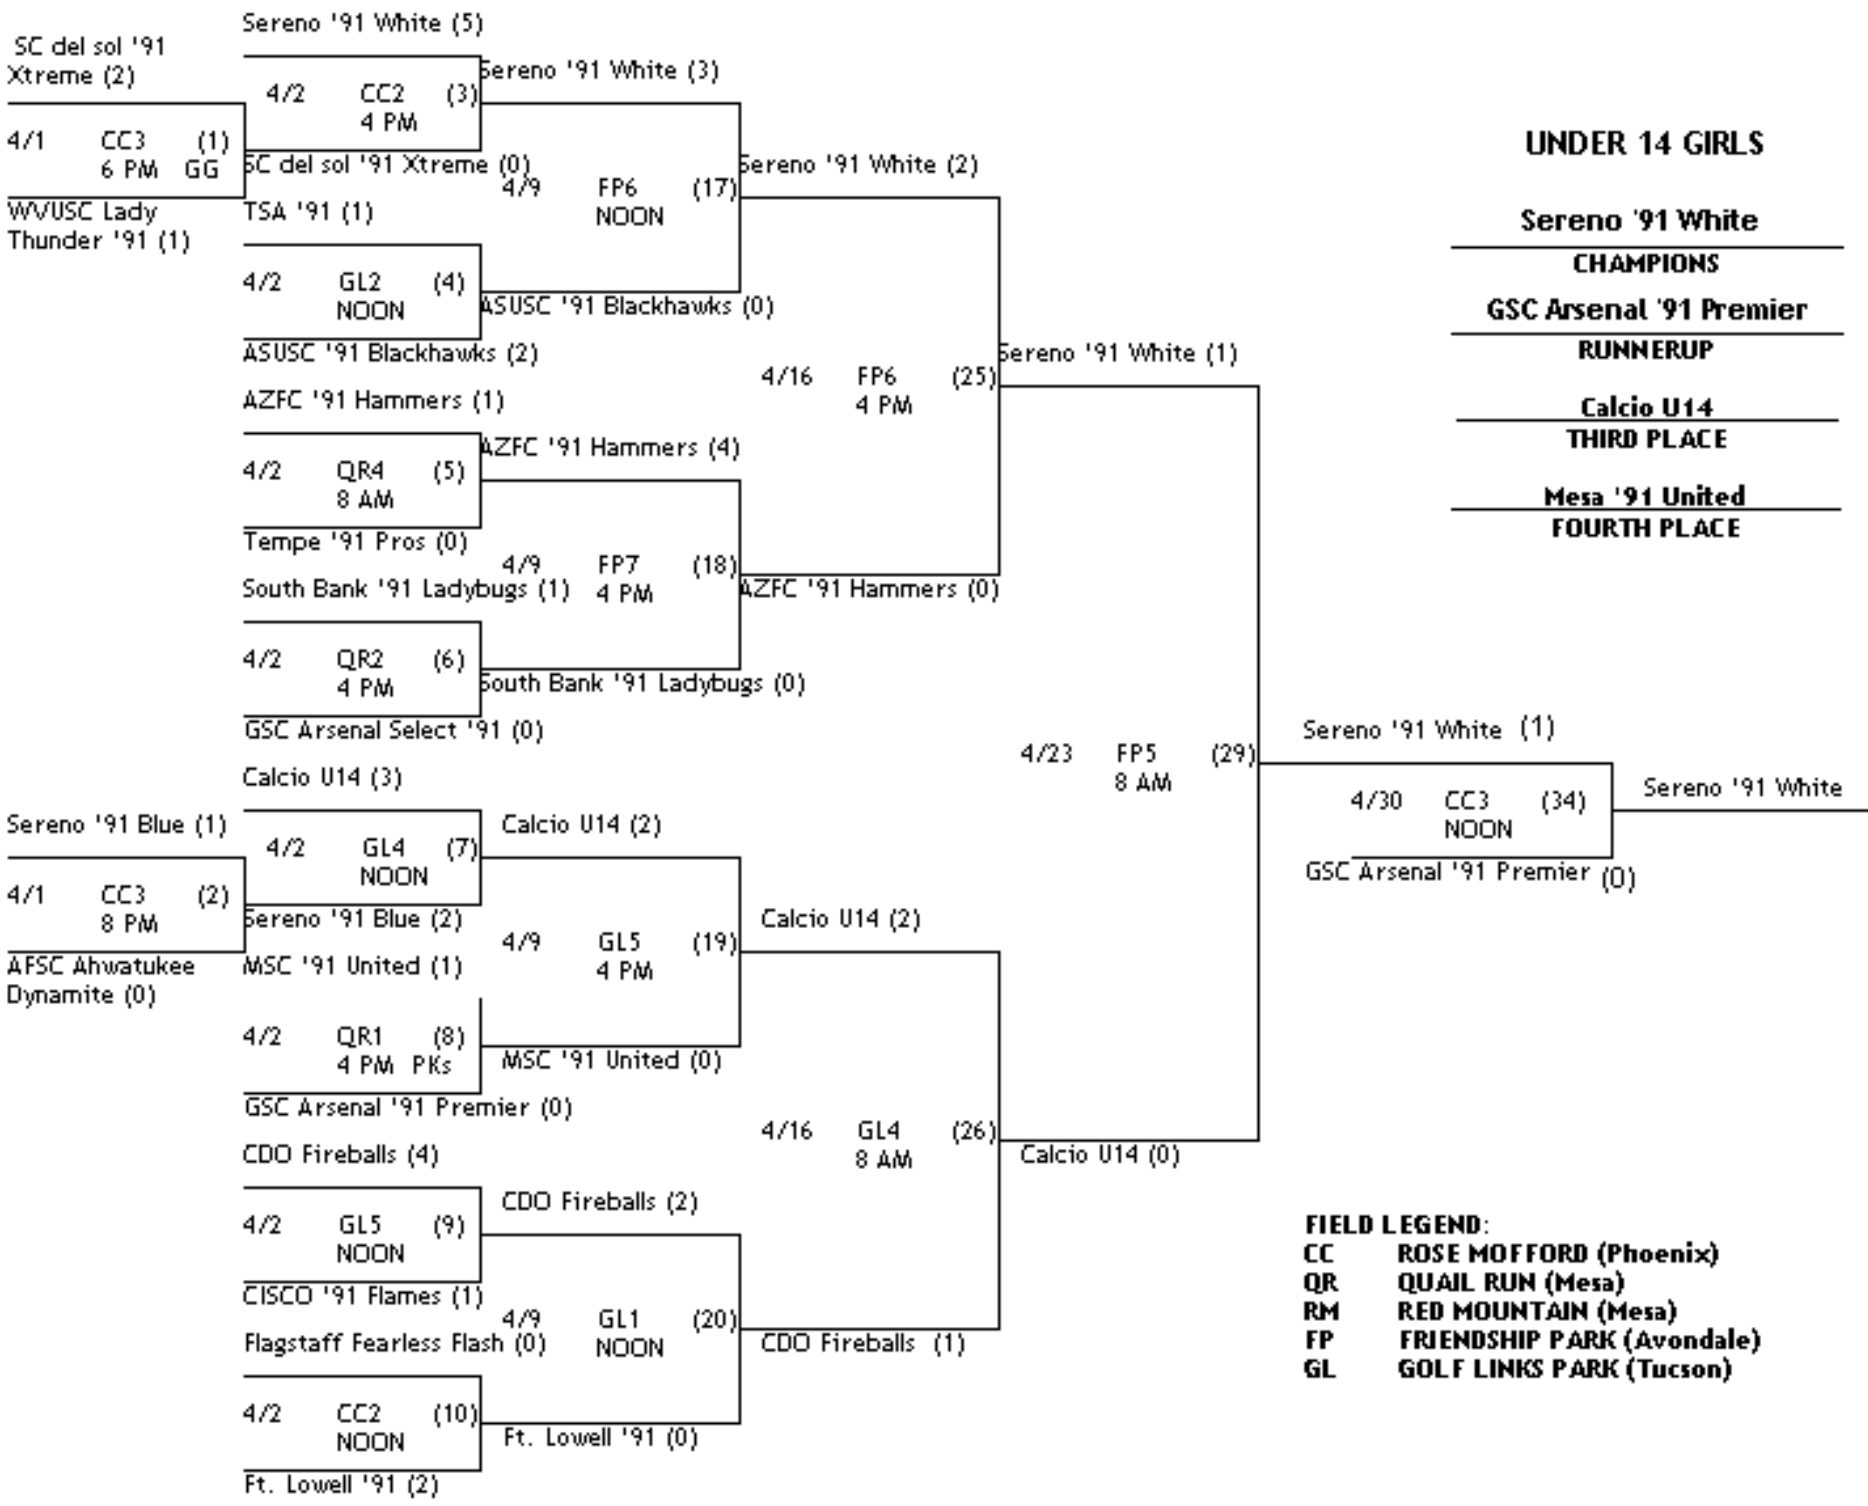 Sereno '91 White (5)
SC del sol '91
Xtreme (2)
4/2 CC2 (3)
4 PM
Sereno '91 White (3)
4/1 CC3 (1)
6 PM GG
SC del sol '91 Xtreme (0)
WVUSC Lady
Thunder '91 (1)
TSA '91 (1)
4/9 FP6 (17)
NOON
Sereno '91 White (2)
4/2 GL2 (4)
NOON
ASUSC '91 Blackhawks (0)
ASUSC '91 Blackhawks (2)
AZFC '91 Hammers (1)
4/16 FP6 (25)
4 PM
Sereno '91 White (1)
AZFC '91 Hammers (4)
4/2 QR4 (5)
8 AM
Tempe '91 Pros (0)
4/9 FP7 (18)
4 PM
AZFC '91 Hammers (0)
South Bank '91 Ladybugs (1)
4/2 QR2 (6)
4 PM
South Bank '91 Ladybugs (0)
GSC Arsenal Select '91 (0)
4/23 FP5 (29)
8 AM
Sereno '91 White (1)
4/30 CC3 (34)
NOON
Sereno '91 White
GSC Arsenal '91 Premier (0)
Calcio U14 (3)
Sereno '91 Blue (1)
4/2 GL4 (7)
NOON
Calcio U14 (2)
4/1 CC3 (2)
8 PM
Sereno '91 Blue (2)
AFSC Ahwatukee
Dynamite (0)
MSC '91 United (1)
4/9 GL5 (19)
4 PM
Calcio U14 (2)
4/2 QR1 (8)
4 PM PKs
MSC '91 United (0)
GSC Arsenal '91 Premier (0)
CDO Fireballs (4)
4/16 GL4 (26)
8 AM
Calcio U14 (0)
CDO Fireballs (2)
4/2 GL5 (9)
NOON
CISCO '91 Flames (1)
4/9 GL1 (20)
NOON
CDO Fireballs (1)
Flagstaff Fearless Flash (0)
4/2 CC2 (10)
NOON
Ft. Lowell '91 (0)
Ft. Lowell '91 (2)
UNDER 14 GIRLS
Sereno '91 White
CHAMPIONS
GSC Arsenal '91 Premier
RUNNERUP
Calcio U14
THIRD PLACE
Mesa '91 United
FOURTH PLACE
FIELD LEGEND:
CC ROSE MOFFORD (Phoenix)
QR QUAIL RUN (Mesa)
RM RED MOUNTAIN (Mesa)
FP FRIENDSHIP PARK (Avondale)
GL GOLF LINKS PARK (Tucson)